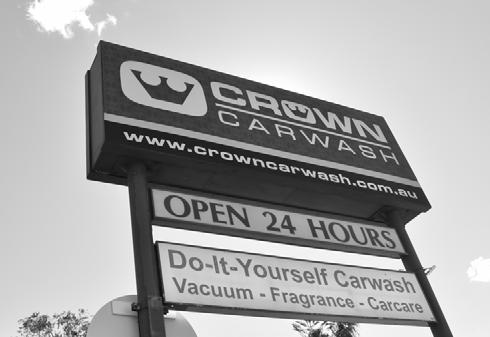 CROWN
CARWASH
www.crowncarwash.com.au
OPEN 24 HOURS
Do-It-Yourself Carwash
Vacuum - Fragrance - Carcare